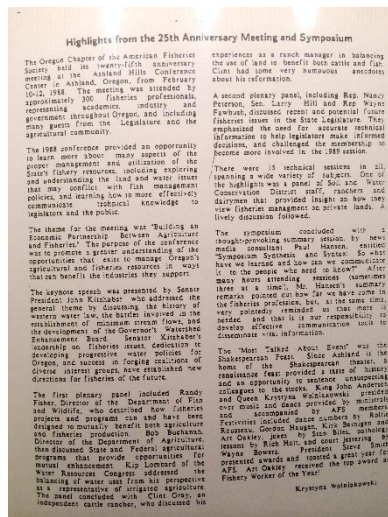 Highlights from the 25th Anniversary Meeting and Symposium
The Oregon Chapter of the American Fisheries
Society held its twenty-fifth anniversary
meeting at the Ashland Hills Conference
Center in Ashland, Oregon, from February
10-12, 1988. The meeting was attended by
approximately 300 fisheries professionals,
representing academics, industry and
government throughout Oregon, and including
many guests from the Legislature and the
agricultural community.
The 1988 conference provided an opportunity
to learn more about many aspects of the
proper management and utilization of the
State's fishery resources, including exploring
and understanding the land and water issues
that may conflict with fish management
policies, and learning how to more effectively
communicate technical knowledge to
legislators and the public.
The theme for the meeting was "Building an
Economic Partnership Between Agriculture
and Fisheries." The purpose of the conference
was to promote a greater understanding of the
opportunities that exist to manage Oregon's
agricultural and fisheries resources in ways
that can benefit the industries they support.
The keynote speech was presented by Senate
President John Kitzhaber who addressed the
general theme by discussing the history of
western water law, the battles involved in the
establishment of minimum stream flows, and
the development of the Governor's Watershed
Enhancement Board. Senator Kitzhaber's
leadership on fisheries issues, dedication to
developing progressive water policies for
Oregon, and success in forging coalitions of
diverse interest groups, have established new
directions for fisheries of the future.
The first plenary panel included Randy
Fisher, Director of the Department of Fish
and Wildlife, who described how fisheries
projects and programs can and have been
designed to mutually benefit both agriculture
and fisheries production. Bob Buchanan,
Director of the Department of Agriculture,
then discussed State and Federal agricultural
programs that provide opportunities for
mutual enhancement. Kip Lombard of the
Water Resources Congress addressed the
balancing of water uses from his perspective
as a representative of irrigated agriculture.
The panel concluded with Clint Gray, an
independent cattle rancher, who discussed his
experiences as a ranch manager in balancing
the use of land to benefit both cattle and fish.
Clint had some very humorous anecdotes
about his reformation.
A second plenary panel, including Rep. Nancy
Peterson, Sen. Larry Hill and Rep Wayne
Fawbush, discussed recent and potential future
fisheries issues in the State Legislature. They
emphasized the need for accurate technical
information to help legislators make informed
decisions, and challenged the membership to
become more involved in the 1989 session.
There were 15 technical sessions in all,
spanning a wide variety of subjects. One of
the highlights was a panel of Soil and Water
Conservation District staff, ranchers and
dairymen that provided insight on how they
view fisheries management on private lands. A
lively discussion followed.
The symposium concluded with a
thought-provoking summary session, by news
media consultant Paul Hansen, entitled
"Symposium Synthesis and Syntax: So what
have we learned and how can we communicate
it to the people who need to know?" After
many hours attending sessions (sometimes
three at a time), Mr. Hansen's summary
remarks pointed out how far we have come in
the fisheries profession, but, at the same time,
very pointedly reminded us that more is
needed and that it is our responsibility to
develop effective communication tools to
disseminate vital information.
The "Most Talked About Event" was the
Shakespearean Feast. Since Ashland is the
home of the Shakespearean theater, a
renaissance feast provided a taste of history
and an opportunity to sentence unsuspecting
colleagues to the stocks. King John Anderson
and Queen Krystyna Wolniakowski presided
over music and dance provided by minstrels
and accompanied by AFS members.
Festivities included dance numbers by Rollie
Rousseau, Gordon Haugen, Kick Skeisgen and
Art Oakley, jokes by Stan Biles, pathology
lessons by Rich Holt, and court jestering by
Wayne Bowers. President Steve Smith
presented awards and toasted a great year for
AFS. Art Oakley received the top award as
Fishery Worker of the Year!
Krystyna Wolniakowski